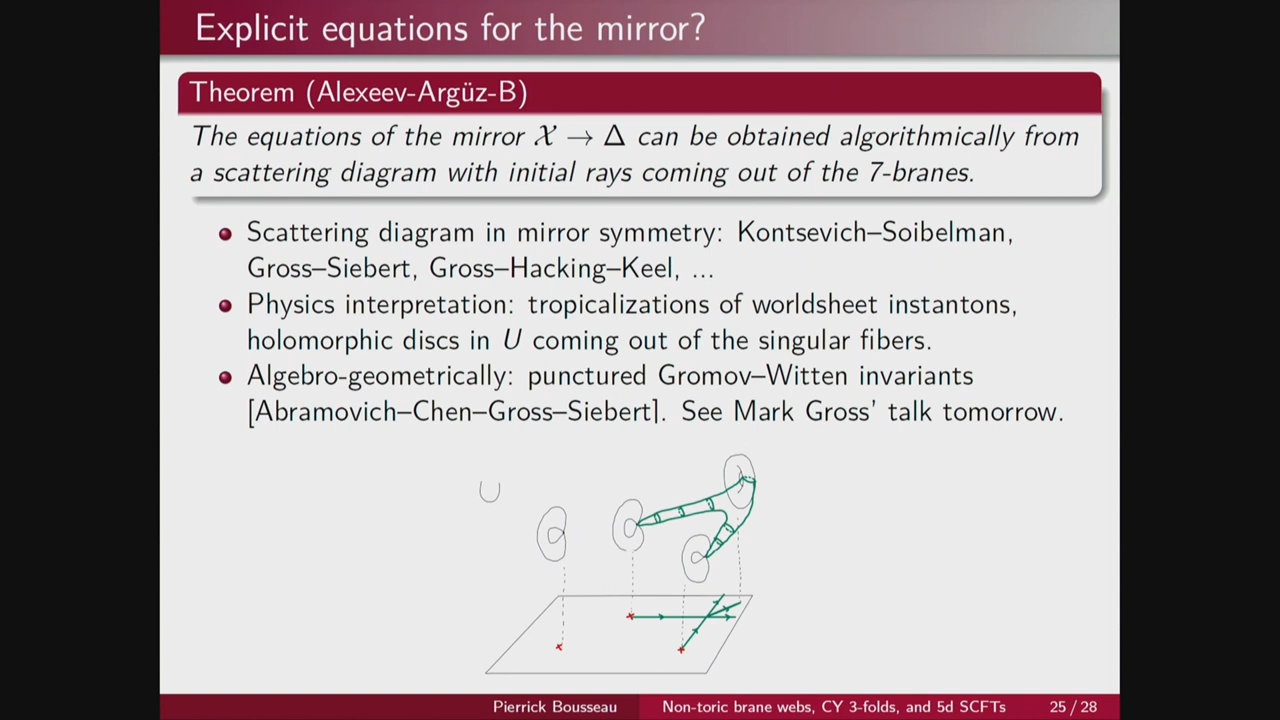 Explicit equations for the mirror?
Theorem (Alexeev-Argüz-B)
The equations of the mirror 𝒳 → Δ can be obtained algorithmically from
a scattering diagram with initial rays coming out of the 7-branes.
Scattering diagram in mirror symmetry: Kontsevich–Soibelman,
Gross–Siebert, Gross–Hacking–Keel, ...
Physics interpretation: tropicalizations of worldsheet instantons,
holomorphic discs in U coming out of the singular fibers.
Algebro-geometrically: punctured Gromov–Witten invariants
[Abramovich–Chen–Gross–Siebert]. See Mark Gross' talk tomorrow.
U
Pierrick Bousseau Non-toric brane webs, CY 3-folds, and 5d SCFTs 25 / 28